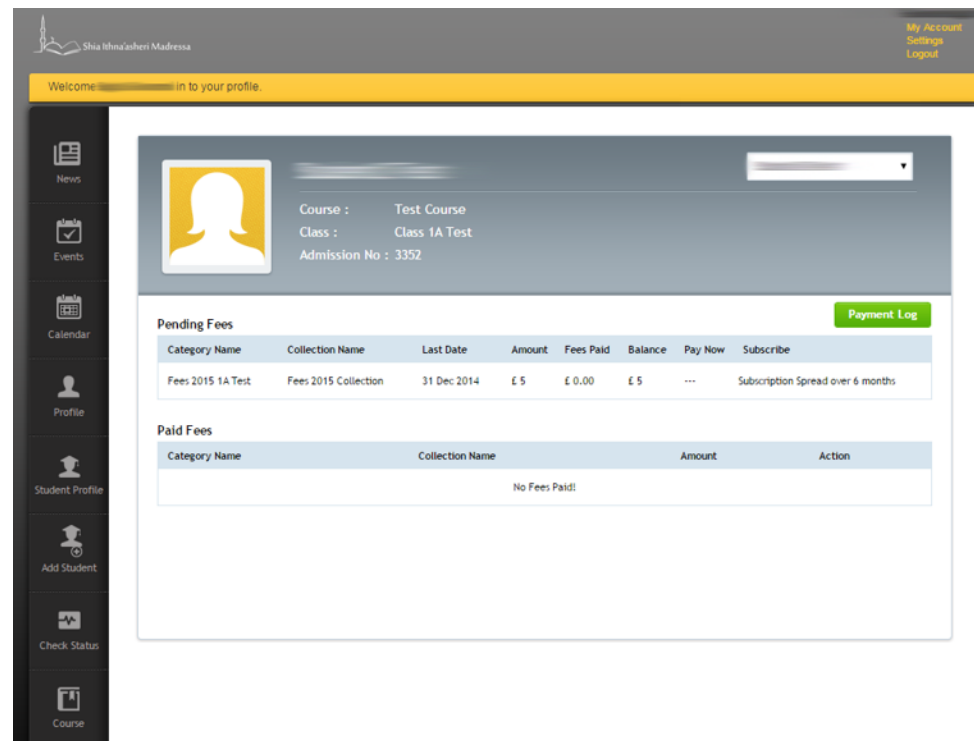 Shia Ithna'asheri Madressa
My Account
Settings
Logout
Welcome in to your profile.
News
Events
Calendar
Profile
Student Profile
Add Student
Check Status
Course
Course : Test Course
Class : Class 1A Test
Admission No : 3352
Payment Log
Pending Fees
Category Name Collection Name Last Date Amount Fees Paid Balance Pay Now Subscribe
Fees 2015 1A Test Fees 2015 Collection 31 Dec 2014 £ 5 £ 0.00 £ 5 --- Subscription Spread over 6 months
Paid Fees
Category Name Collection Name Amount Action
No Fees Paid!